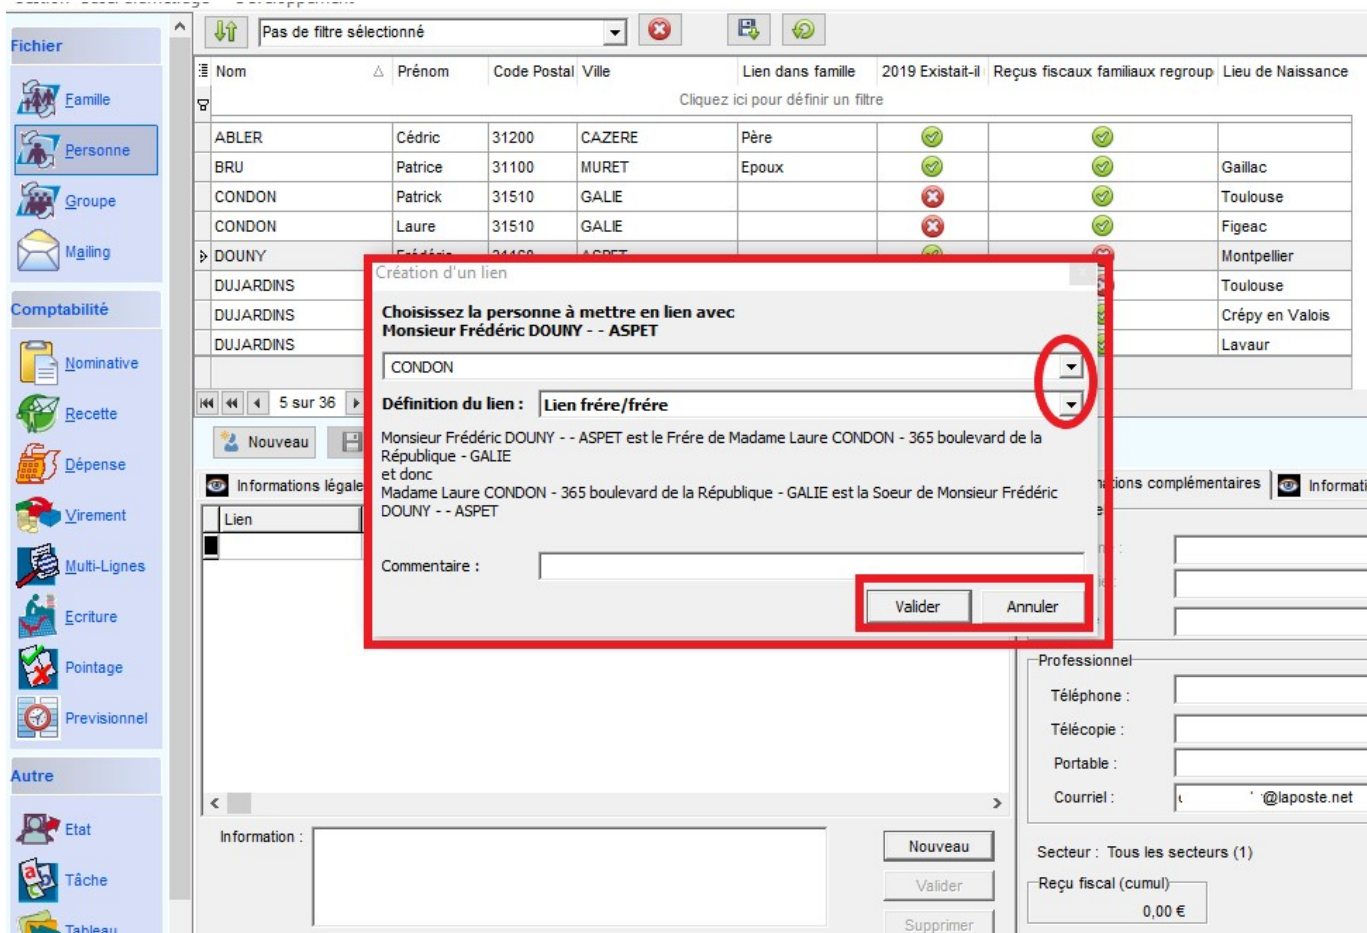 Fichier
Famille
Personne
Groupe
Mailing
Comptabilité
Nominative
Recette
Dépense
Virement
Multi-Lignes
Ecriture
Pointage
Previsionnel
Autre
Etat
Tâche
Tableau
Pas de filtre sélectionné
Nom Prénom Code Postal Ville Lien dans famille 2019 Existait-il Reçus fiscaux familiaux regroup Lieu de Naissance
Cliquez ici pour définir un filtre
ABLER Cédric 31200 CAZERE Père
BRU Patrice 31100 MURET Epoux Gaillac
CONDON Patrick 31510 GALIE Toulouse
CONDON Laure 31510 GALIE Figeac
DOUNY Frédéric 31160 ASPET Montpellier
DUJARDINS Toulouse
DUJARDINS Crépy en Valois
DUJARDINS Lavaur
5 sur 36
Nouveau
Création d'un lien
Choisissez la personne à mettre en lien avec
Monsieur Frédéric DOUNY - - ASPET
CONDON
Définition du lien : Lien frére/frére
Monsieur Frédéric DOUNY - - ASPET est le Frére de Madame Laure CONDON - 365 boulevard de la
République - GALIE
et donc
Madame Laure CONDON - 365 boulevard de la République - GALIE est la Soeur de Monsieur Frédéric
DOUNY - - ASPET
Commentaire :
Valider Annuler
Informations légale
mations complémentaires Informati
Lien
Professionnel
Téléphone :
Télécopie :
Portable :
Courriel : @laposte.net
Information :
Nouveau
Valider
Supprimer
Secteur : Tous les secteurs (1)
Reçu fiscal (cumul)
0,00 €